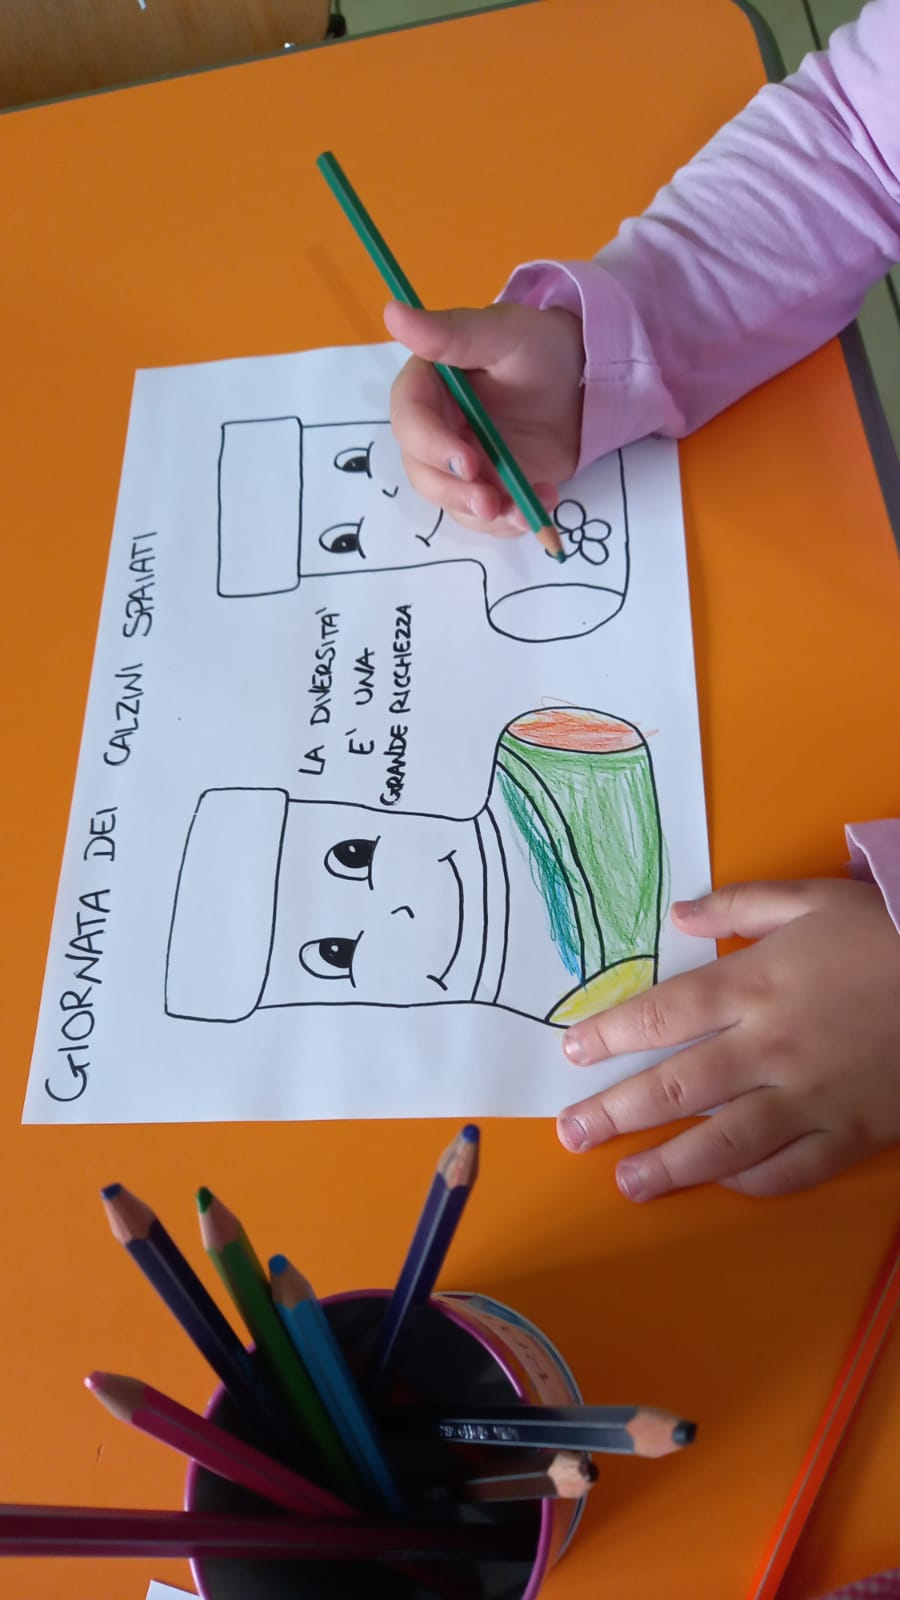 GIORNATA DEI CALZINI SPAIATI
LA DIVERSITA'
E' UNA
GRANDE RICCHEZZA